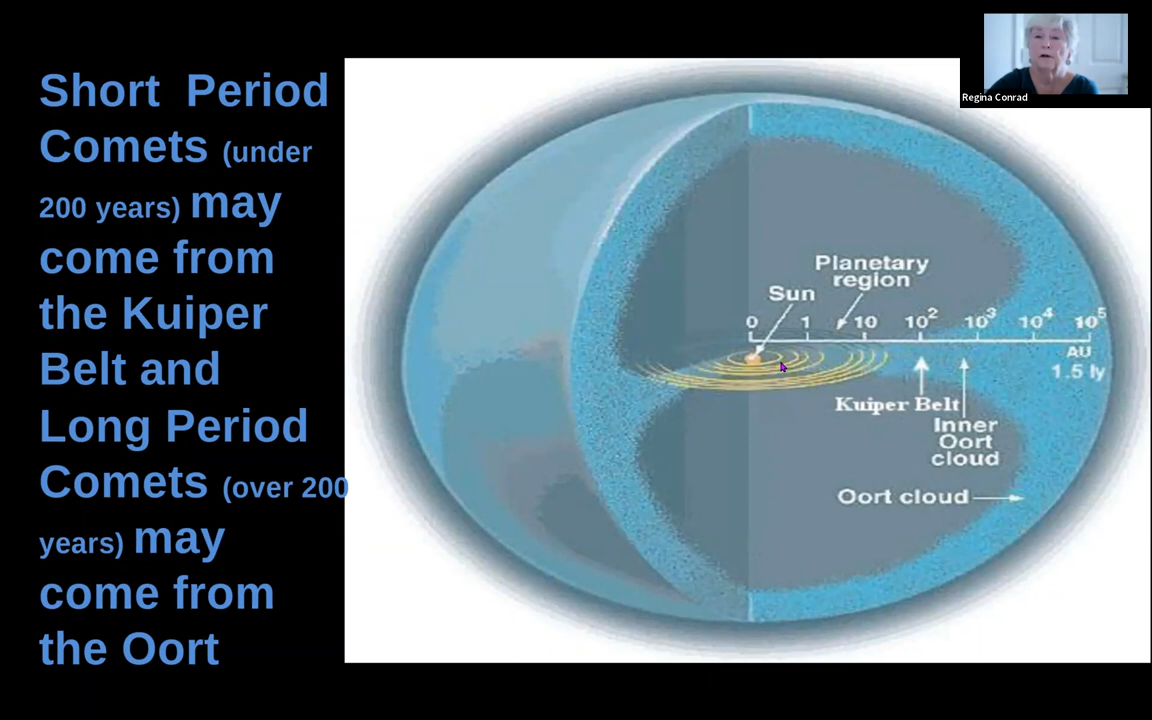 Short Period
Comets (under
200 years) may
come from
the Kuiper
Belt and
Long Period
Comets (over 200
years) may
come from
the Oort
Regina Conrad
Planetary
region
Sun
0 1 10 10² 10³ 10⁴ 10⁵
AU
1.5 ly
Kuiper Belt
Inner
Oort
cloud
Oort cloud